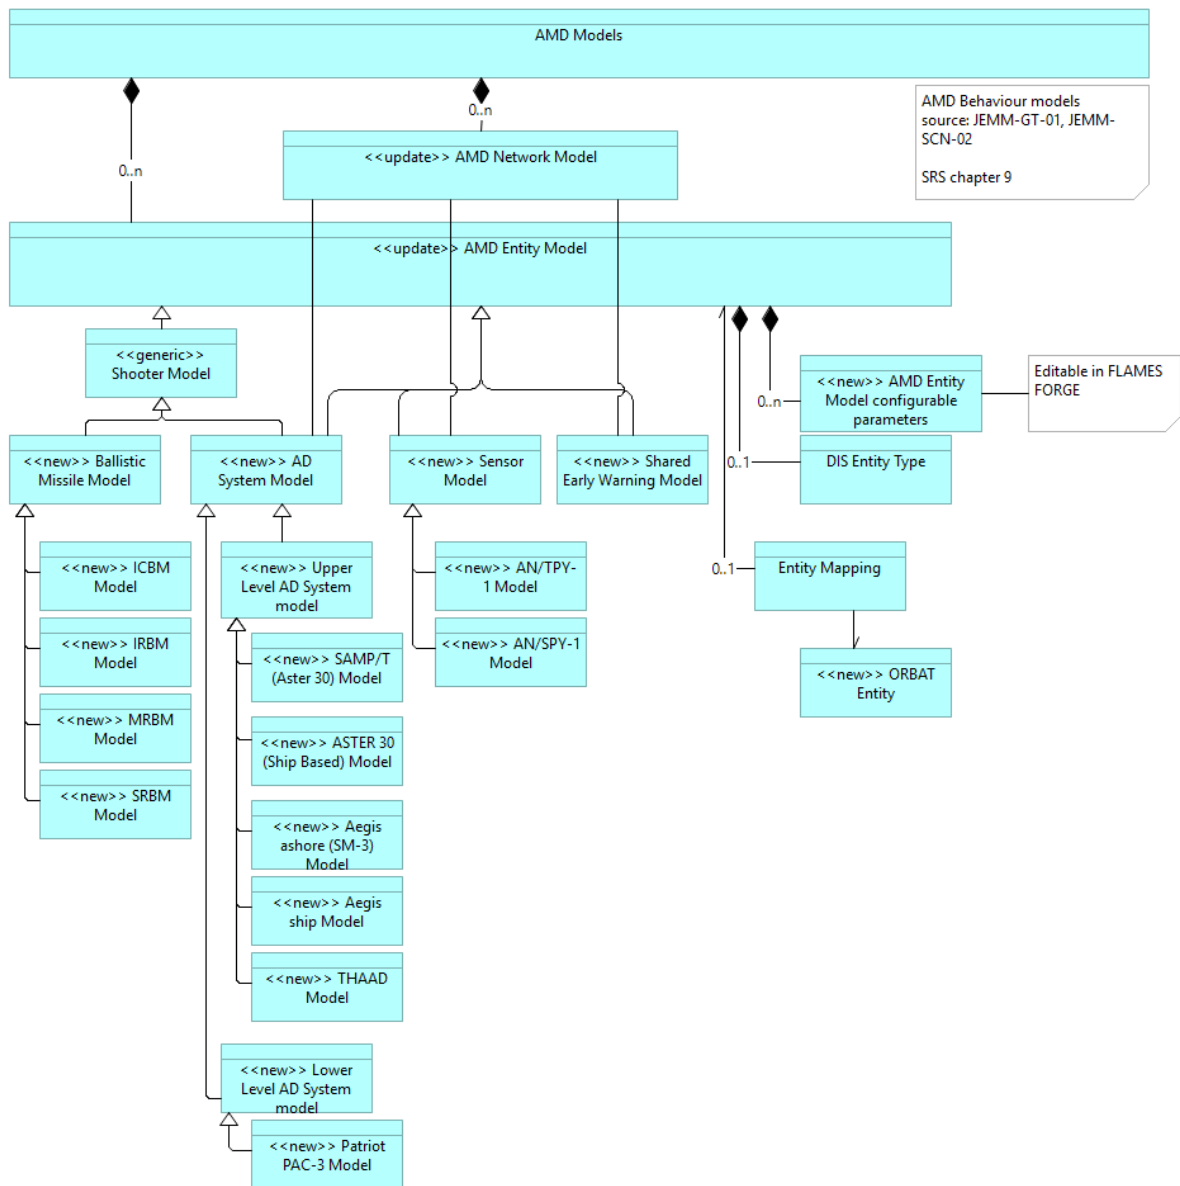 AMD Models
AMD Behaviour models
source: JEMM-GT-01, JEMM-
SCN-02
SRS chapter 9
0..n
<<update>> AMD Network Model
0..n
<<update>> AMD Entity Model
<<generic>>
Shooter Model
<<new>> AMD Entity
Model configurable
parameters
Editable in FLAMES
FORGE
0..n
<<new>> Ballistic
Missile Model
<<new>> AD
System Model
<<new>> Sensor
Model
<<new>> Shared
Early Warning Model
DIS Entity Type
0..1
<<new>> ICBM
Model
<<new>> Upper
Level AD System
model
<<new>> AN/TPY-
1 Model
Entity Mapping
0..1
<<new>> IRBM
Model
<<new>> SAMP/T
(Aster 30) Model
<<new>> AN/SPY-1
Model
<<new>> ORBAT
Entity
<<new>> MRBM
Model
<<new>> ASTER 30
(Ship Based) Model
<<new>> SRBM
Model
<<new>> Aegis
ashore (SM-3)
Model
<<new>> Aegis
ship Model
<<new>> THAAD
Model
<<new>> Lower
Level AD System
model
<<new>> Patriot
PAC-3 Model